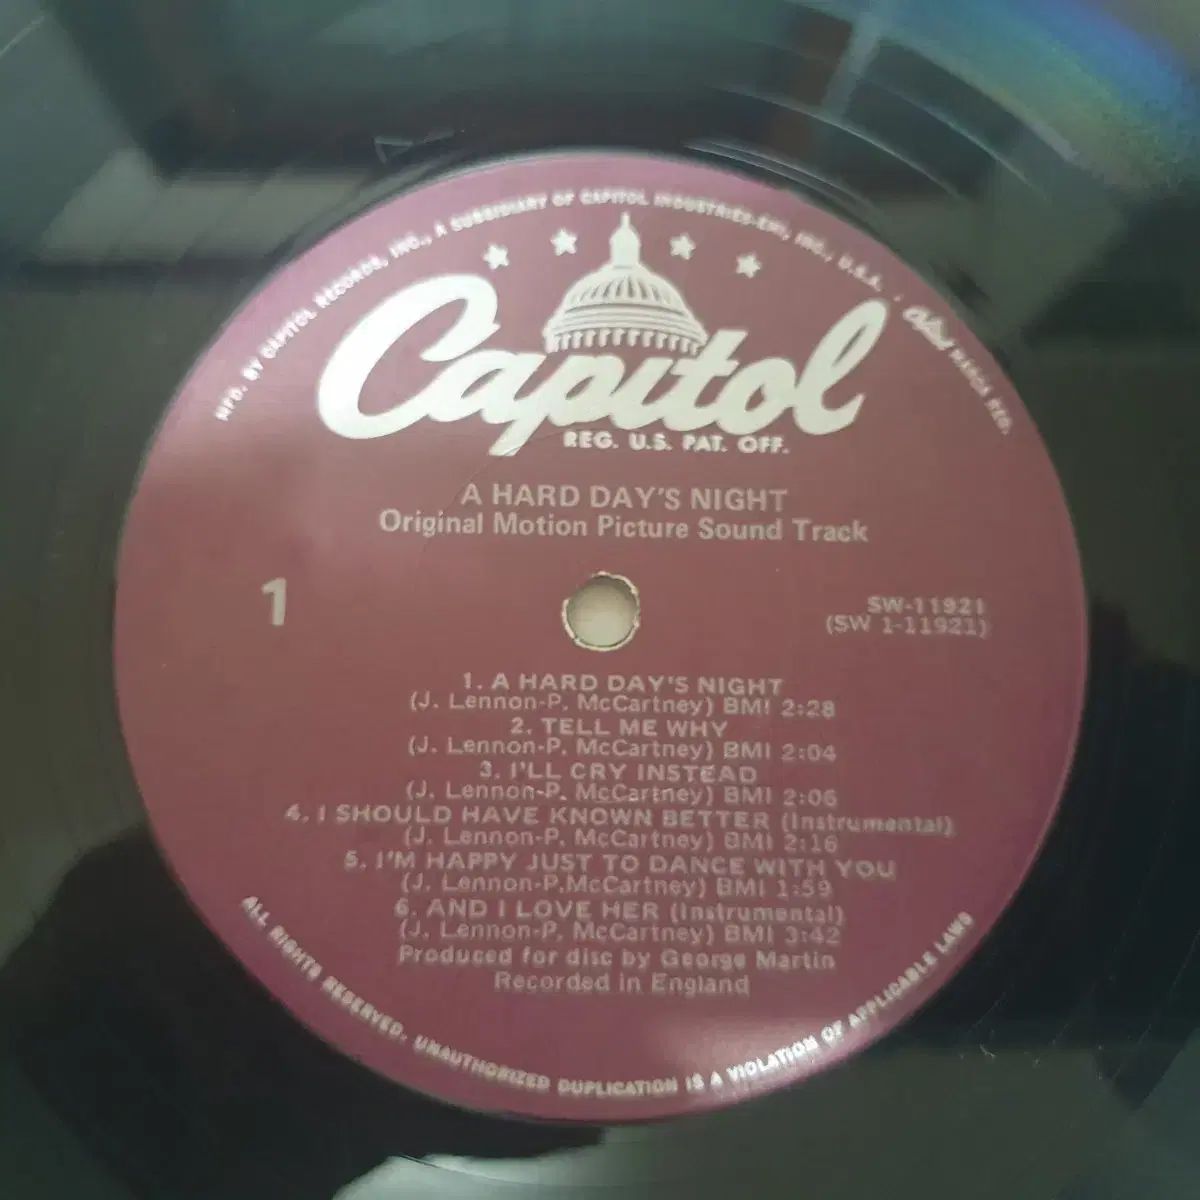 MFD. BY CAPITOL RECORDS, INC., A SUBSIDIARY OF CAPITOL INDUSTRIES-EMI, INC., U.S.A. • Capitol MARCA REG.
Capitol
REG. U.S. PAT. OFF.
A HARD DAY'S NIGHT
Original Motion Picture Sound Track
1
SW-11921
(SW 1-11921)
1. A HARD DAY'S NIGHT
(J. Lennon-P. McCartney) BMI 2:28
2. TELL ME WHY
(J. Lennon-P. McCartney) BMI 2:04
3. I'LL CRY INSTEAD
(J. Lennon-P. McCartney) BMI 2:06
4. I SHOULD HAVE KNOWN BETTER (Instrumental)
(J. Lennon-P. McCartney) BMI 2:16
5. I'M HAPPY JUST TO DANCE WITH YOU
(J. Lennon-P.McCartney) BMI 1:59
6. AND I LOVE HER (Instrumental)
(J. Lennon-P. McCartney) BMI 3:42
Produced for disc by George Martin
Recorded in England
ALL RIGHTS RESERVED. UNAUTHORIZED DUPLICATION IS A VIOLATION OF APPLICABLE LAWS